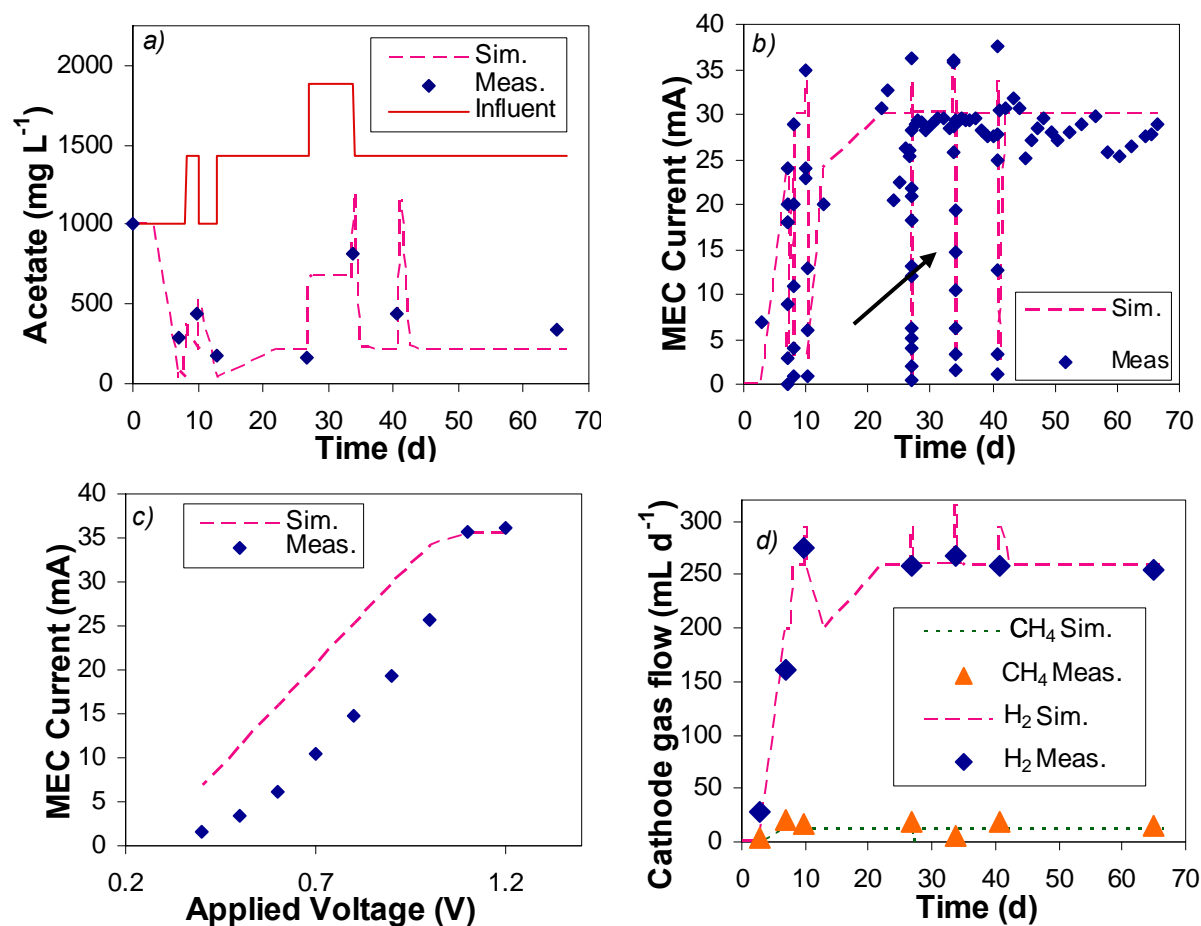 a)
2000
1500
1000
500
0
Acetate (mg L-1)
Sim.
Meas.
Influent
0 10 20 30 40 50 60 70
Time (d)
b)
40
35
30
25
20
15
10
5
0
MEC Current (mA)
Sim.
Meas
0 10 20 30 40 50 60 70
Time (d)
c)
40
35
30
25
20
15
10
5
0
MEC Current (mA)
Sim.
Meas.
0.2 0.7 1.2
Applied Voltage (V)
d)
300
250
200
150
100
50
0
Cathode gas flow (mL d-1)
CH4 Sim.
CH4 Meas.
H2 Sim.
H2 Meas.
0 10 20 30 40 50 60 70
Time (d)